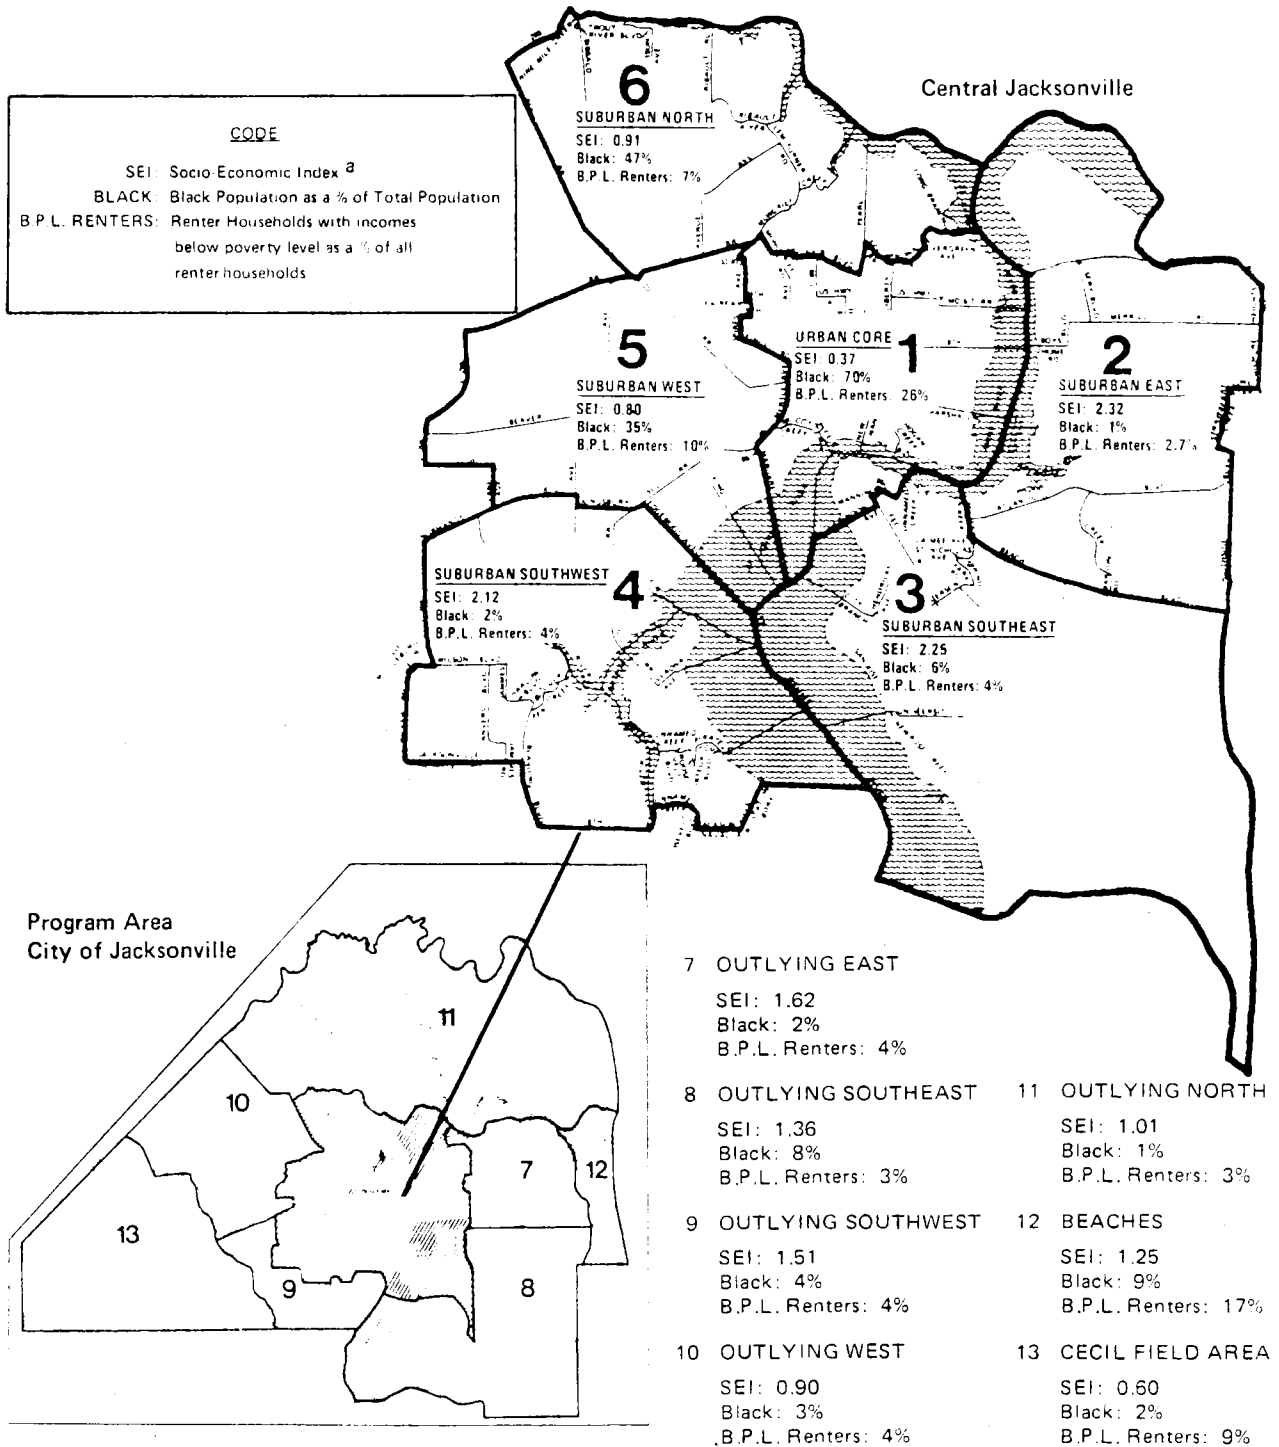 Central Jacksonville
CODE
SEI: Socio-Economic Index a
BLACK: Black Population as a % of Total Population
B.P.L. RENTERS: Renter Households with incomes
below poverty level as a % of all
renter households
6
SUBURBAN NORTH
SEI: 0.91
Black: 47%
B.P.L. Renters: 7%
5
SUBURBAN WEST
SEI: 0.80
Black: 35%
B.P.L. Renters: 10%
BEAVER
URBAN CORE 1
SEI: 0.37
Black: 70%
B.P.L. Renters: 26%
2
SUBURBAN EAST
SEI: 2.32
Black: 1%
B.P.L. Renters: 2.7%
SUBURBAN SOUTHWEST 4
SEI: 2.12
Black: 2%
B.P.L. Renters: 4%
WILSON
3
SUBURBAN SOUTHEAST
SEI: 2.25
Black: 6%
B.P.L. Renters: 4%
Program Area
City of Jacksonville
11
10
7
12
13
9
8
7 OUTLYING EAST
SEI: 1.62
Black: 2%
B.P.L. Renters: 4%
8 OUTLYING SOUTHEAST
SEI: 1.36
Black: 8%
B.P.L. Renters: 3%
9 OUTLYING SOUTHWEST
SEI: 1.51
Black: 4%
B.P.L. Renters: 4%
10 OUTLYING WEST
SEI: 0.90
Black: 3%
B.P.L. Renters: 4%
11 OUTLYING NORTH
SEI: 1.01
Black: 1%
B.P.L. Renters: 3%
12 BEACHES
SEI: 1.25
Black: 9%
B.P.L. Renters: 17%
13 CECIL FIELD AREA
SEI: 0.60
Black: 2%
B.P.L. Renters: 9%